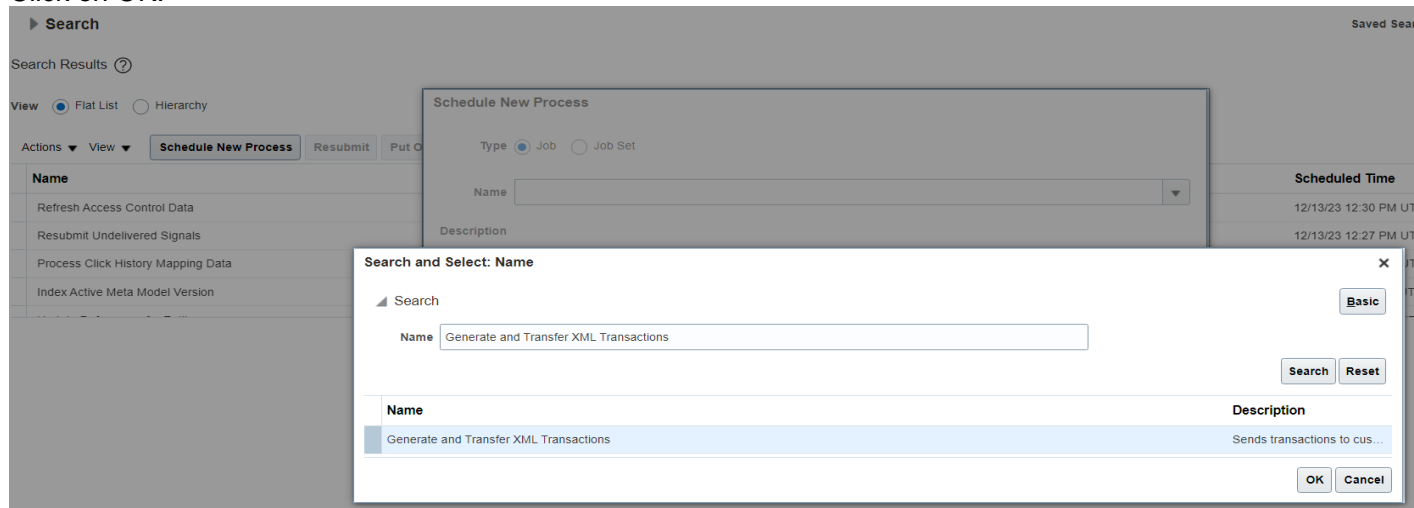 Click on OK.
Search
Saved Sear
Search Results ?
View Flat List Hierarchy
Actions View Schedule New Process Resubmit Put O
Name
Scheduled Time
Refresh Access Control Data
12/13/23 12:30 PM UT
Resubmit Undelivered Signals
12/13/23 12:27 PM UT
Process Click History Mapping Data
Index Active Meta Model Version
Schedule New Process
Type Job Job Set
Name
Description
Search and Select: Name
Search
Basic
Name Generate and Transfer XML Transactions
Search Reset
Name Description
Generate and Transfer XML Transactions Sends transactions to cus...
OK Cancel